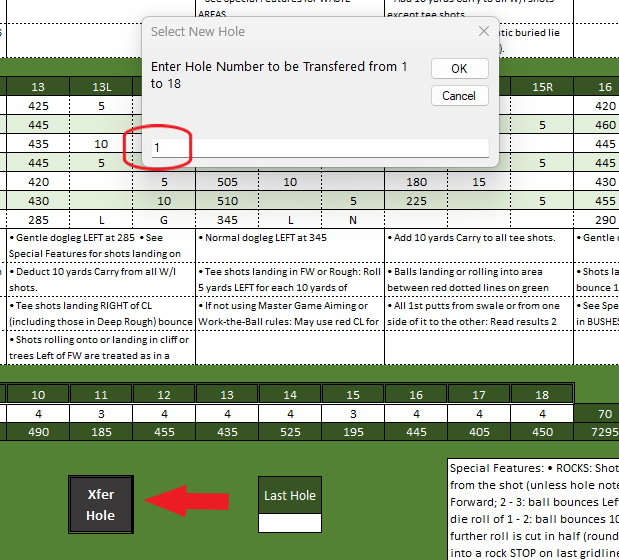 AREAS
except tee shots.
Select New Hole
Enter Hole Number to be Transfered from 1
to 18
OK
Cancel
1
buried lie
13 13L 15R 16
425 5 420
445 5 460
435 10 445
445 5 5 445
420 5 505 10 180 15 430
430 10 510 5 225 5 455
285 L G 345 L N 290
• Gentle dogleg LEFT at 285 • See
Special Features for shots landing on
• Normal dogleg LEFT at 345
• Add 10 yards Carry to all tee shots.
• Gentle
• Deduct 10 yards Carry from all W/I
shots.
• Tee shots landing in FW or Rough: Roll
5 yards LEFT for each 10 yards of
• Balls landing or rolling into area
between red dotted lines on green
• Shots
bounce 1
• Tee shots landing RIGHT of CL
(including those in Deep Rough) bounce
• If not using Master Game Aiming or
Work-the-Ball rules: May use red CL for
• All 1st putts from swale or from one
side of it to the other: Read results 2
• See
in BUSHES
• Shots rolling onto or landing in cliff or
trees Left of FW are treated as in a
10 11 12 13 14 15 16 17 18
4 3 4 4 4 3 4 4 4 70
490 185 455 435 525 195 445 405 450 7295
Xfer
Hole
Last Hole
Special Features: • ROCKS: Shot
from the shot (unless hole note
Forward; 2 - 3: ball bounces Left
die roll of 1 - 2: ball bounces 10
further roll is cut in half (round
into a rock STOP on last gridline